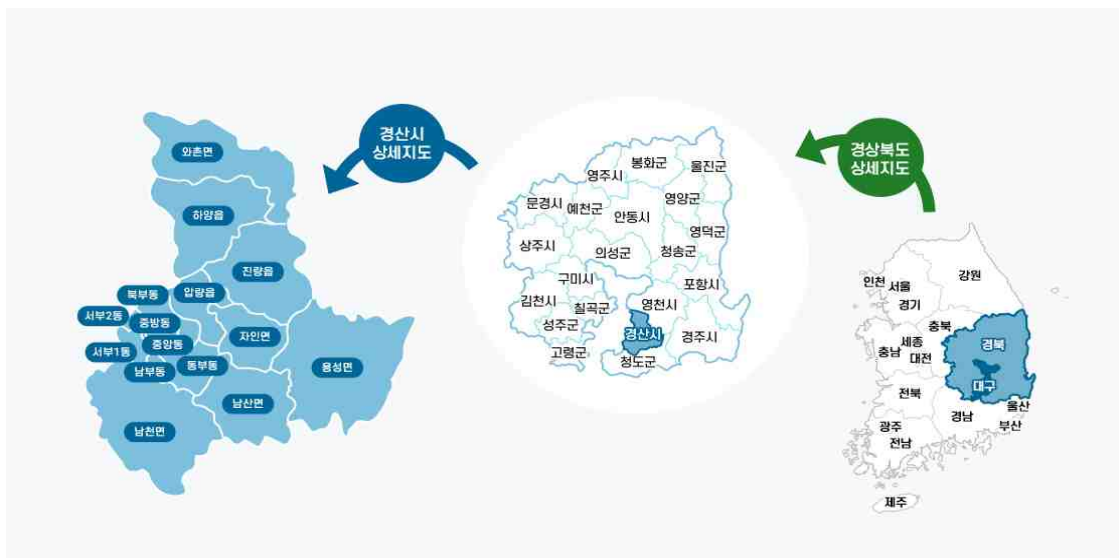 경산시
상세지도
와촌면
하양읍
진량읍
북부동
압량읍
서부2동
중방동
자인면
서부1동
중앙동
남부동
동부동
용성면
남산면
남천면
봉화군
울진군
영주시
문경시
예천군
안동시
영양군
영덕군
상주시
의성군
청송군
구미시
포항시
김천시
칠곡군
영천시
성주군
경산시
경주시
고령군
청도군
경상북도
상세지도
인천
서울
강원
경기
충북
세종
충남
대전
경북
대구
전북
울산
경남
부산
광주
전남
제주